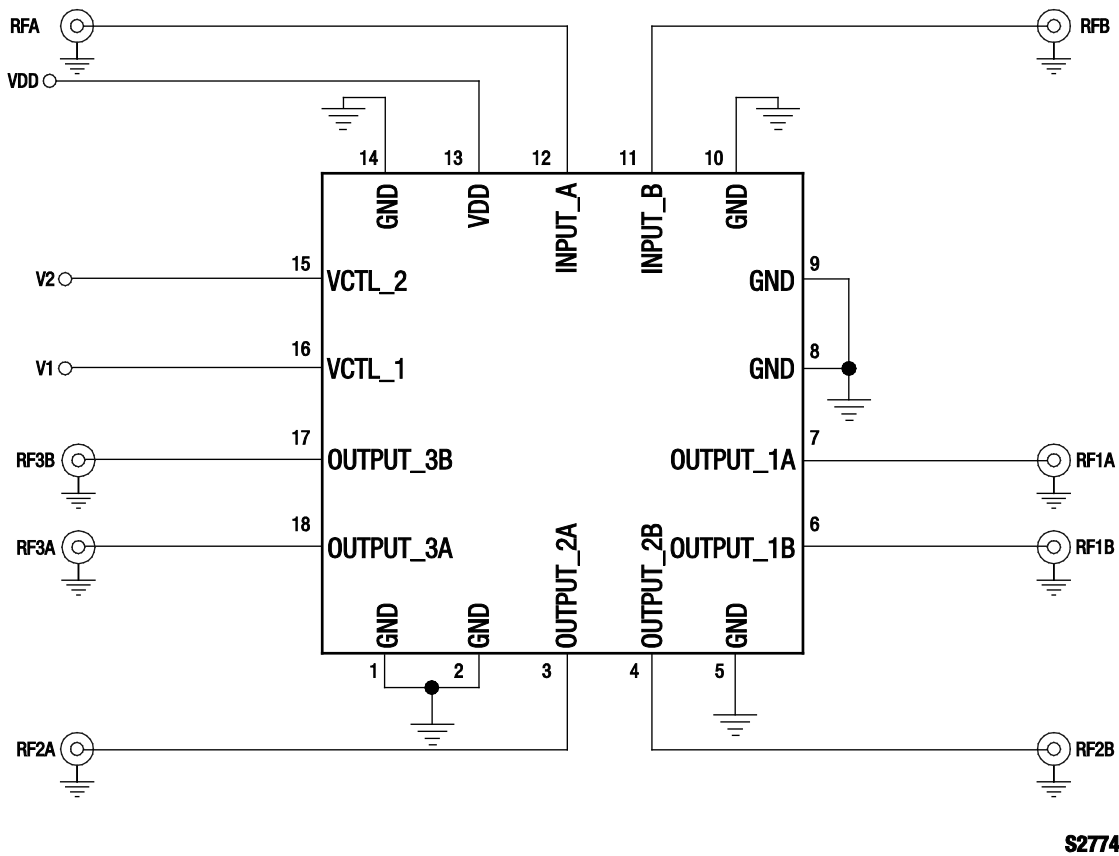 RFA
RFB
VDD
14
13
12
11
10
GND
VDD
INPUT_A
INPUT_B
GND
V2
15
VCTL_2
GND
9
V1
16
VCTL_1
GND
8
RF3B
17
OUTPUT_3B
OUTPUT_1A
7
RF1A
RF3A
18
OUTPUT_3A
OUTPUT_1B
6
RF1B
GND
GND
OUTPUT_2A
OUTPUT_2B
GND
1
2
3
4
5
RF2A
RF2B
S2774